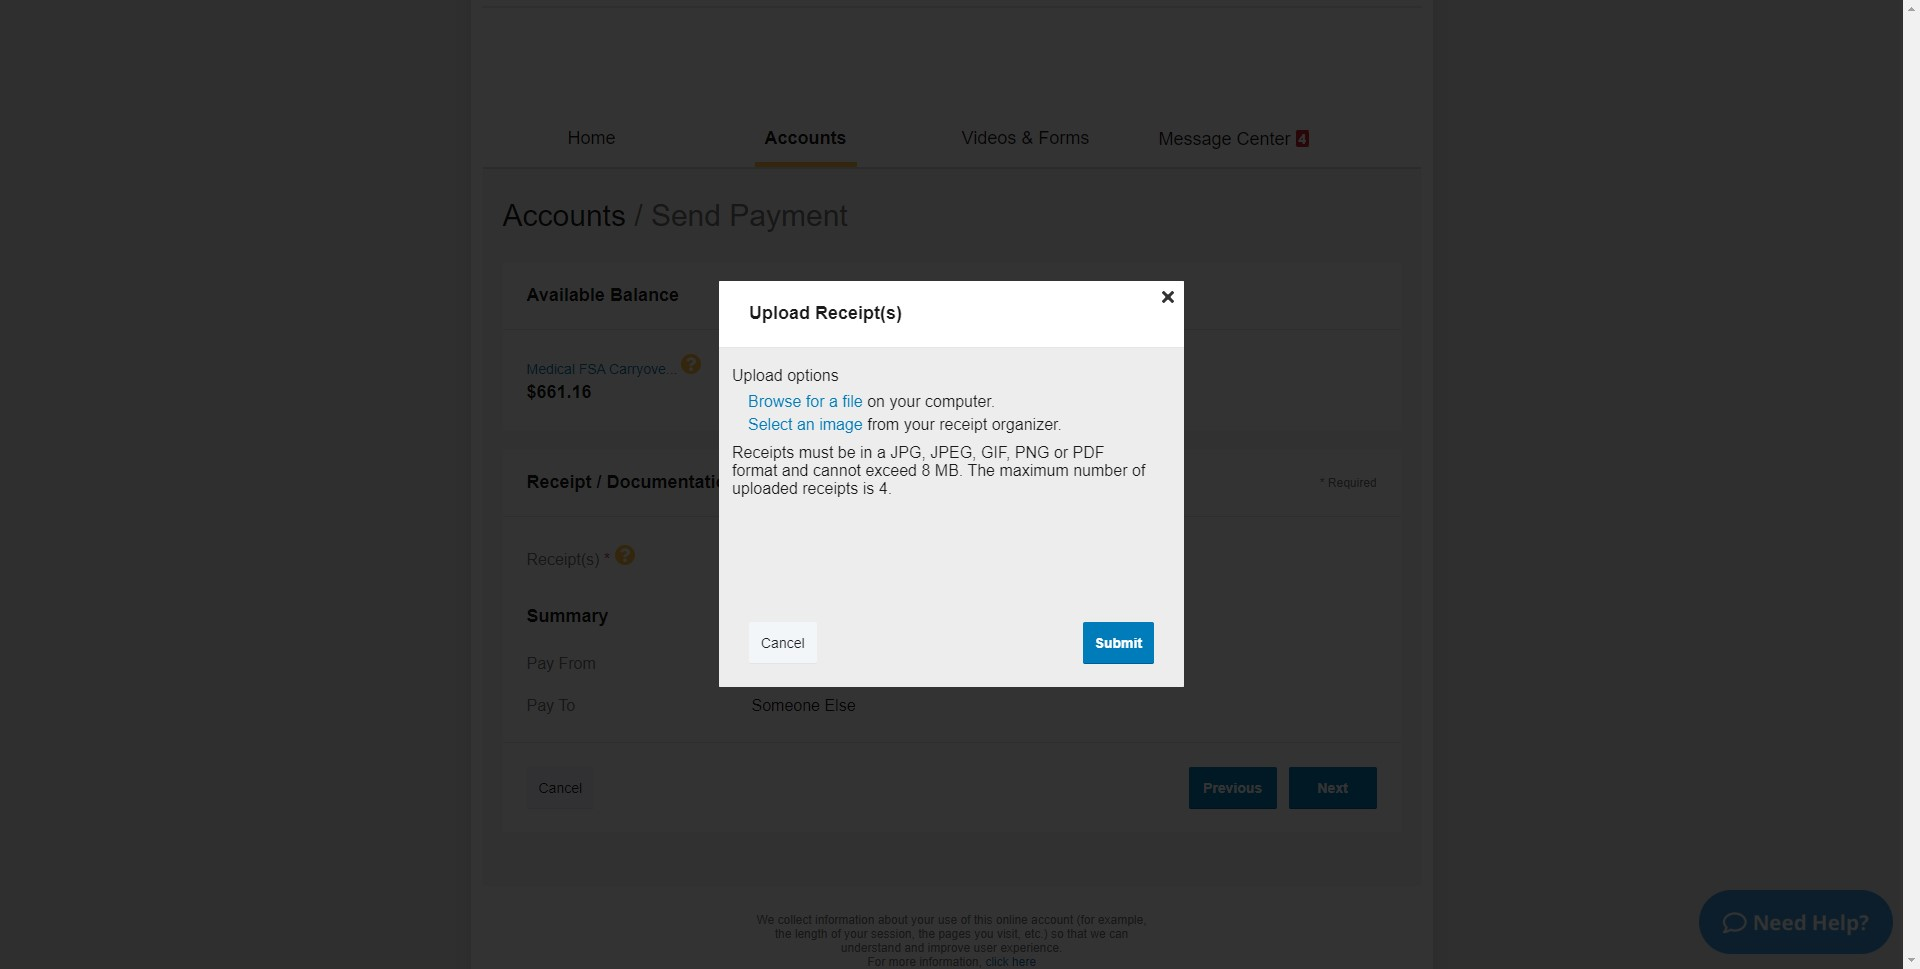 Home Accounts Videos & Forms Message Center 4
Accounts / Send Payment
Available Balance
Medical FSA Carryove... ?
$661.16
Upload Receipt(s)
Upload options
Browse for a file on your computer.
Select an image from your receipt organizer.
Receipts must be in a JPG, JPEG, GIF, PNG or PDF
format and cannot exceed 8 MB. The maximum number of
uploaded receipts is 4.
Cancel Submit
Receipt / Documentati
* Required
Receipt(s) * ?
Summary
Pay From
Pay To Someone Else
Cancel Previous Next
We collect information about your use of this online account (for example,
the length of your session, the pages you visit, etc.) so that we can
understand and improve user experience.
For more information, click here
Need Help?